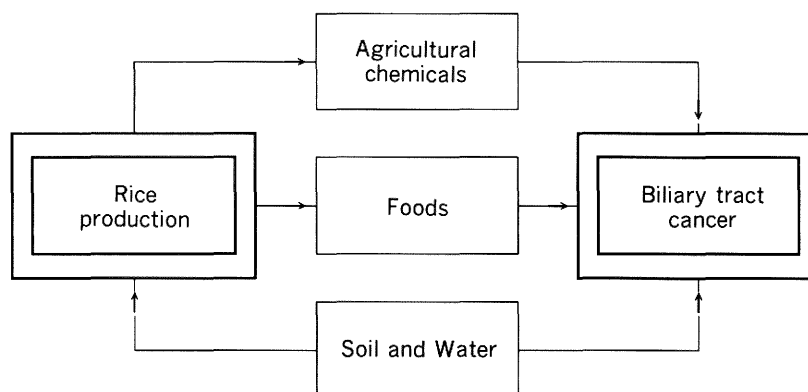 Agricultural
chemicals
Rice
production
Foods
Biliary tract
cancer
Soil and Water